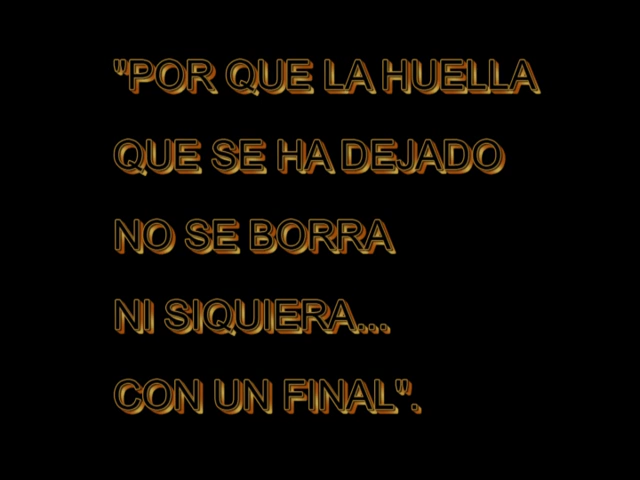 "POR QUE LA HUELLA
QUE SE HA DEJADO
NO SE BORRA
NI SIQUIERA...
CON UN FINAL".